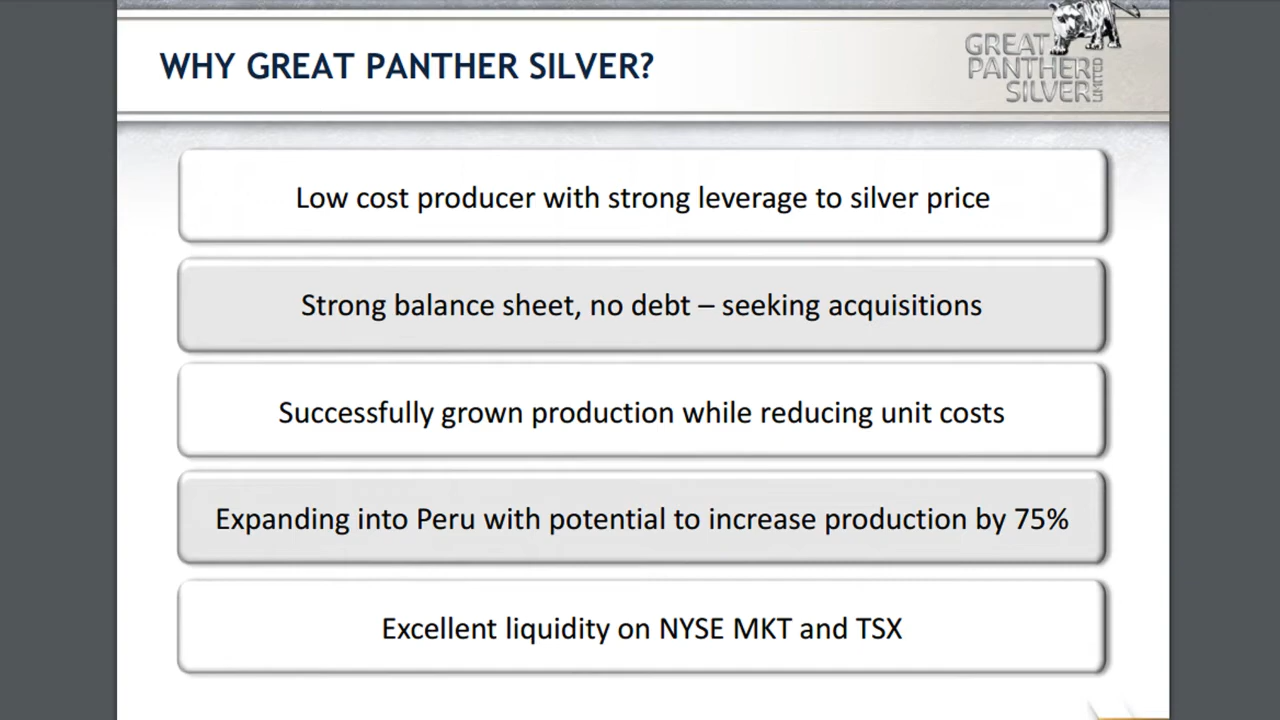 WHY GREAT PANTHER SILVER?
GREAT
PANTHER
SILVER
LIMITED
Low cost producer with strong leverage to silver price
Strong balance sheet, no debt – seeking acquisitions
Successfully grown production while reducing unit costs
Expanding into Peru with potential to increase production by 75%
Excellent liquidity on NYSE MKT and TSX